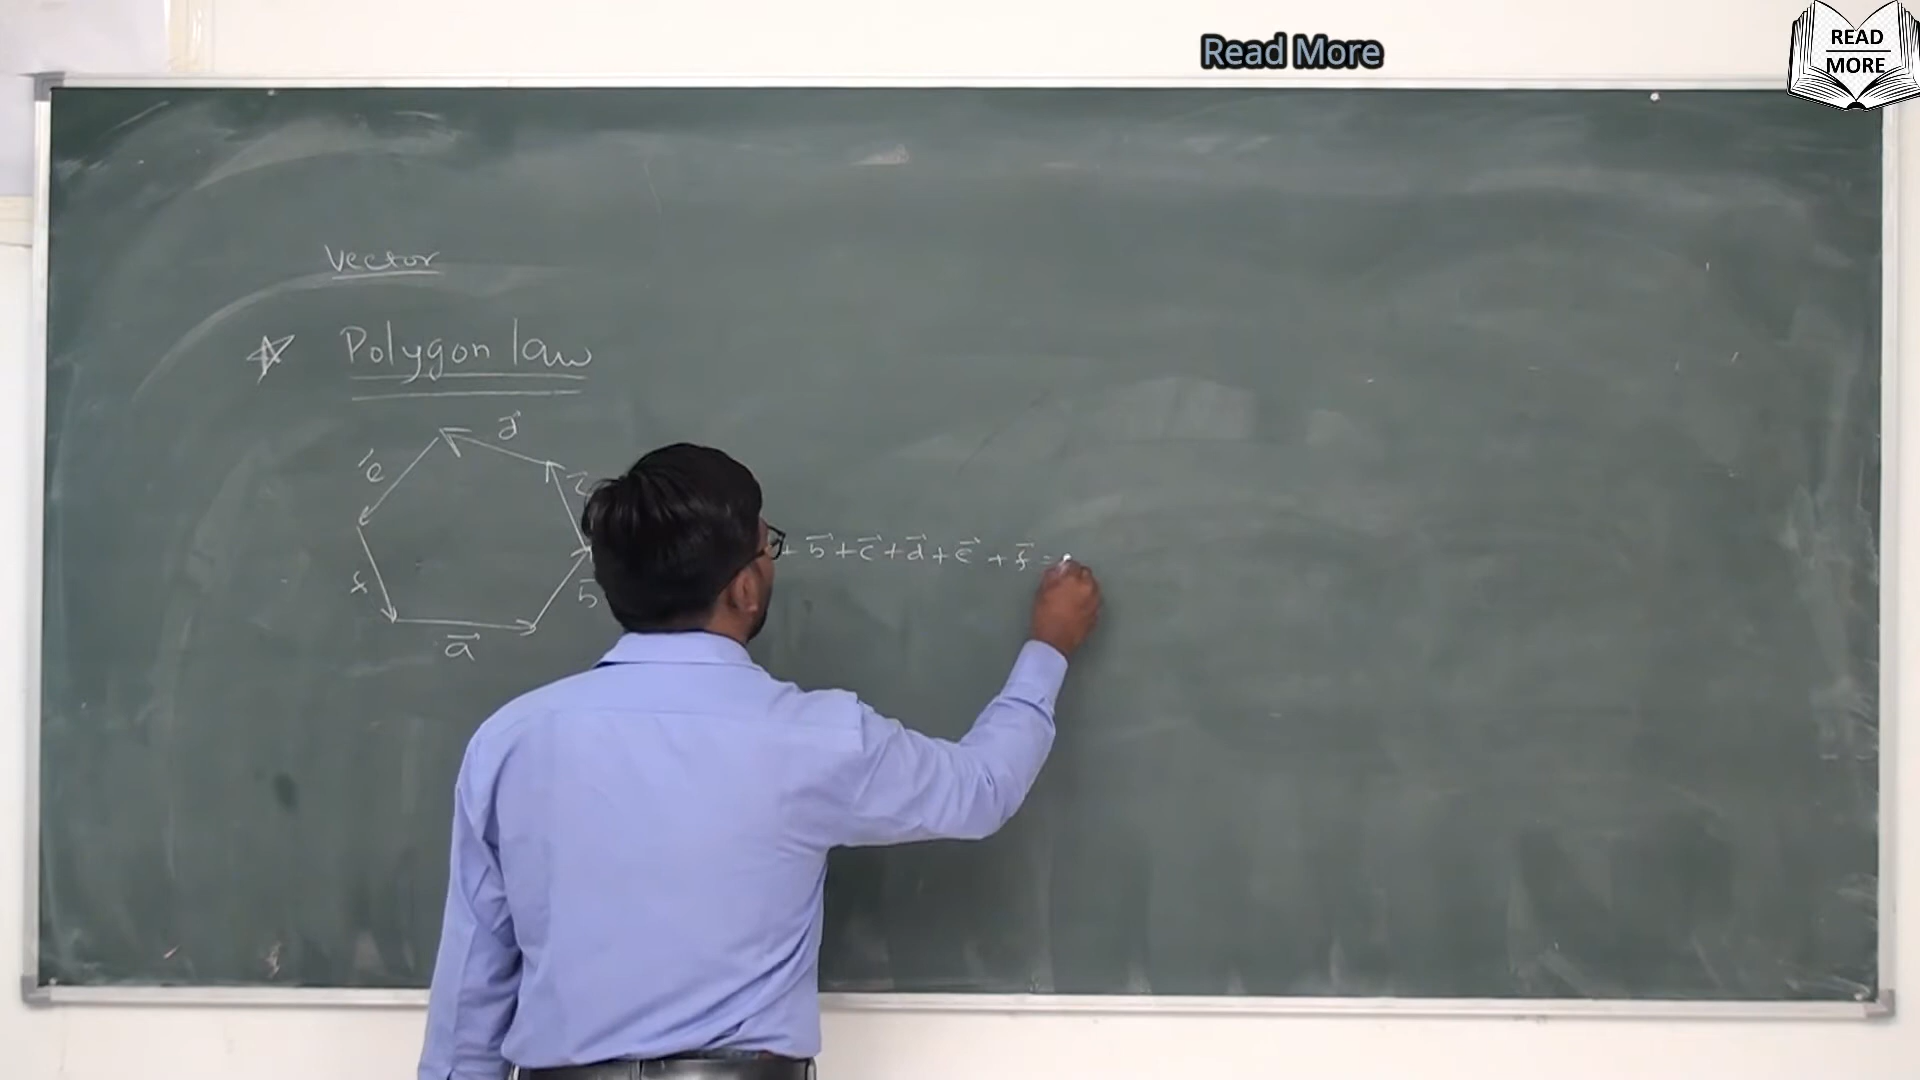 Read More
READ
MORE
Vector
Polygon law
d⃗
e⃗
c⃗
f
b⃗
a⃗
+ b⃗ + c⃗ + d⃗ + e⃗ + f⃗ =